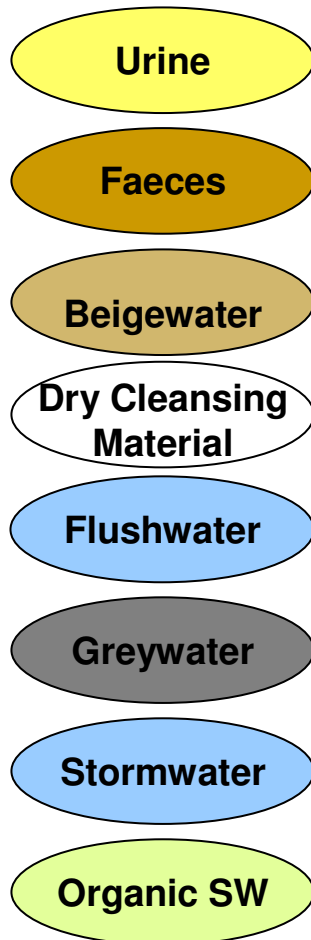 Urine
Faeces
Beigewater
Dry Cleansing
Material
Flushwater
Greywater
Stormwater
Organic SW